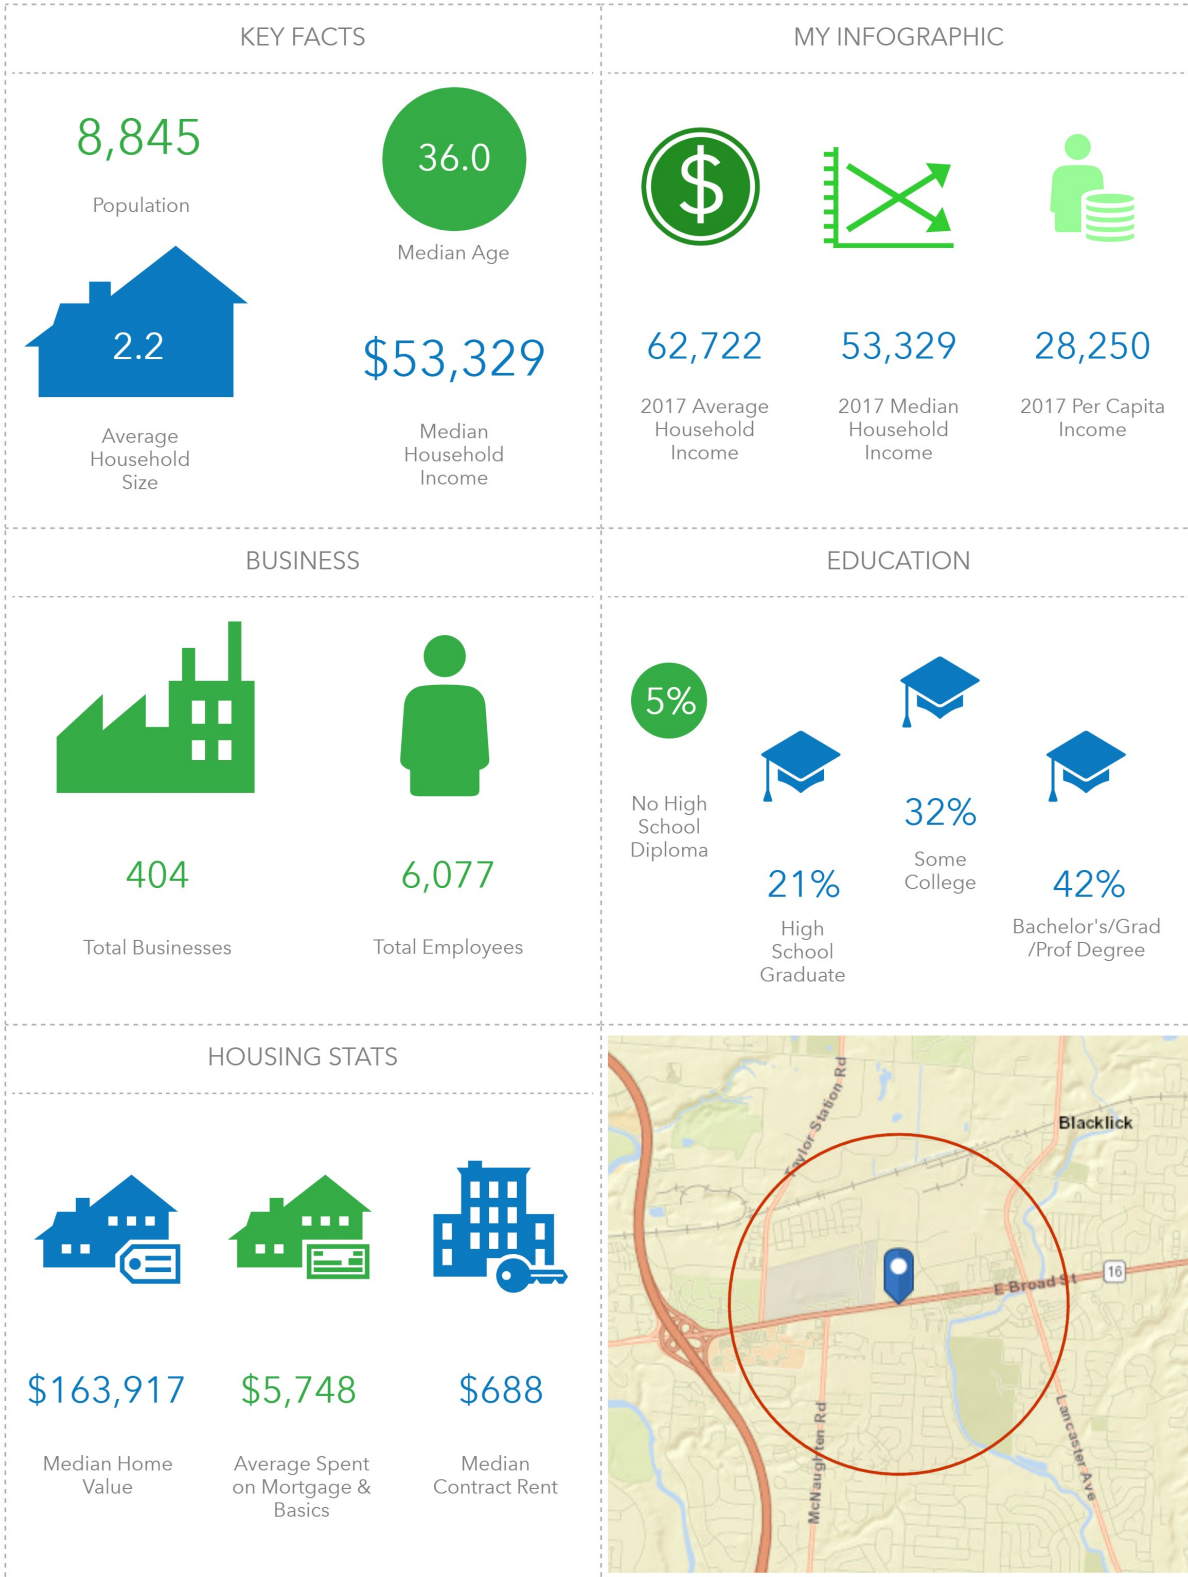 KEY FACTS
8,845
Population
36.0
Median Age
2.2
Average
Household
Size
$53,329
Median
Household
Income
MY INFOGRAPHIC
62,722
2017 Average
Household
Income
53,329
2017 Median
Household
Income
28,250
2017 Per Capita
Income
BUSINESS
404
Total Businesses
6,077
Total Employees
EDUCATION
5%
No High
School
Diploma
21%
High
School
Graduate
32%
Some
College
42%
Bachelor's/Grad
/Prof Degree
HOUSING STATS
$163,917
Median Home
Value
$5,748
Average Spent
on Mortgage &
Basics
$688
Median
Contract Rent
Taylor Station Rd
Blacklick
E Broad St
16
McNaughten Rd
Lancaster Ave